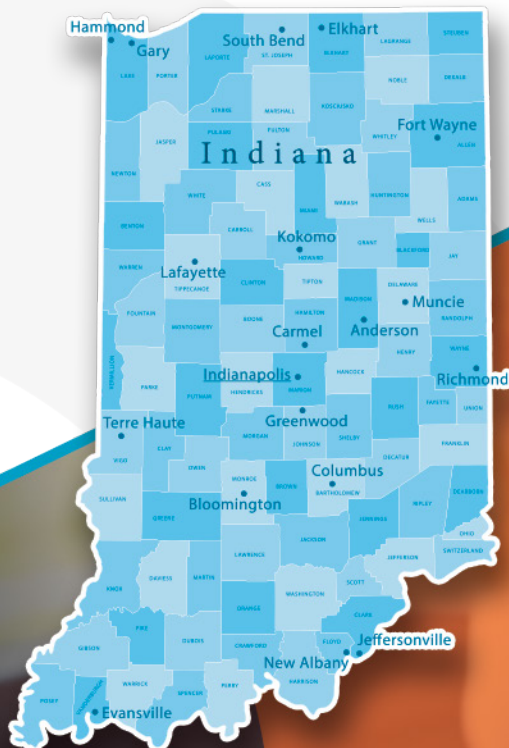 Hammond
Gary
South Bend
Elkhart
LAKE
PORTER
LAPORTE
ST. JOSEPH
ELKHART
LAGRANGE
STEUBEN
NOBLE
DEKALB
STARKE
MARSHALL
KOSCIUSKO
Fort Wayne
JASPER
PULASKI
FULTON
WHITLEY
ALLEN
Indiana
NEWTON
CASS
WHITE
MIAMI
WABASH
HUNTINGTON
WELLS
ADAMS
BENTON
CARROLL
Kokomo
HOWARD
GRANT
BLACKFORD
JAY
WARREN
Lafayette
TIPPECANOE
CLINTON
TIPTON
MADISON
DELAWARE
Muncie
FOUNTAIN
MONTGOMERY
BOONE
HAMILTON
Carmel
Anderson
RANDOLPH
HENRY
WAYNE
Richmond
VERMILLION
PARKE
PUTNAM
HENDRICKS
Indianapolis
MARION
HANCOCK
RUSH
FAYETTE
UNION
Terre Haute
Greenwood
VIGO
CLAY
OWEN
MORGAN
JOHNSON
SHELBY
DECATUR
FRANKLIN
SULLIVAN
MONROE
Bloomington
BROWN
Columbus
BARTHOLOMEW
DEARBORN
GREENE
JENNINGS
RIPLEY
OHIO
SWITZERLAND
LAWRENCE
JACKSON
JEFFERSON
KNOX
DAVIESS
MARTIN
ORANGE
WASHINGTON
SCOTT
CLARK
GIBSON
PIKE
DUBOIS
CRAWFORD
FLOYD
Jeffersonville
New Albany
HARRISON
POSEY
VANDERBURGH
WARRICK
SPENCER
PERRY
Evansville